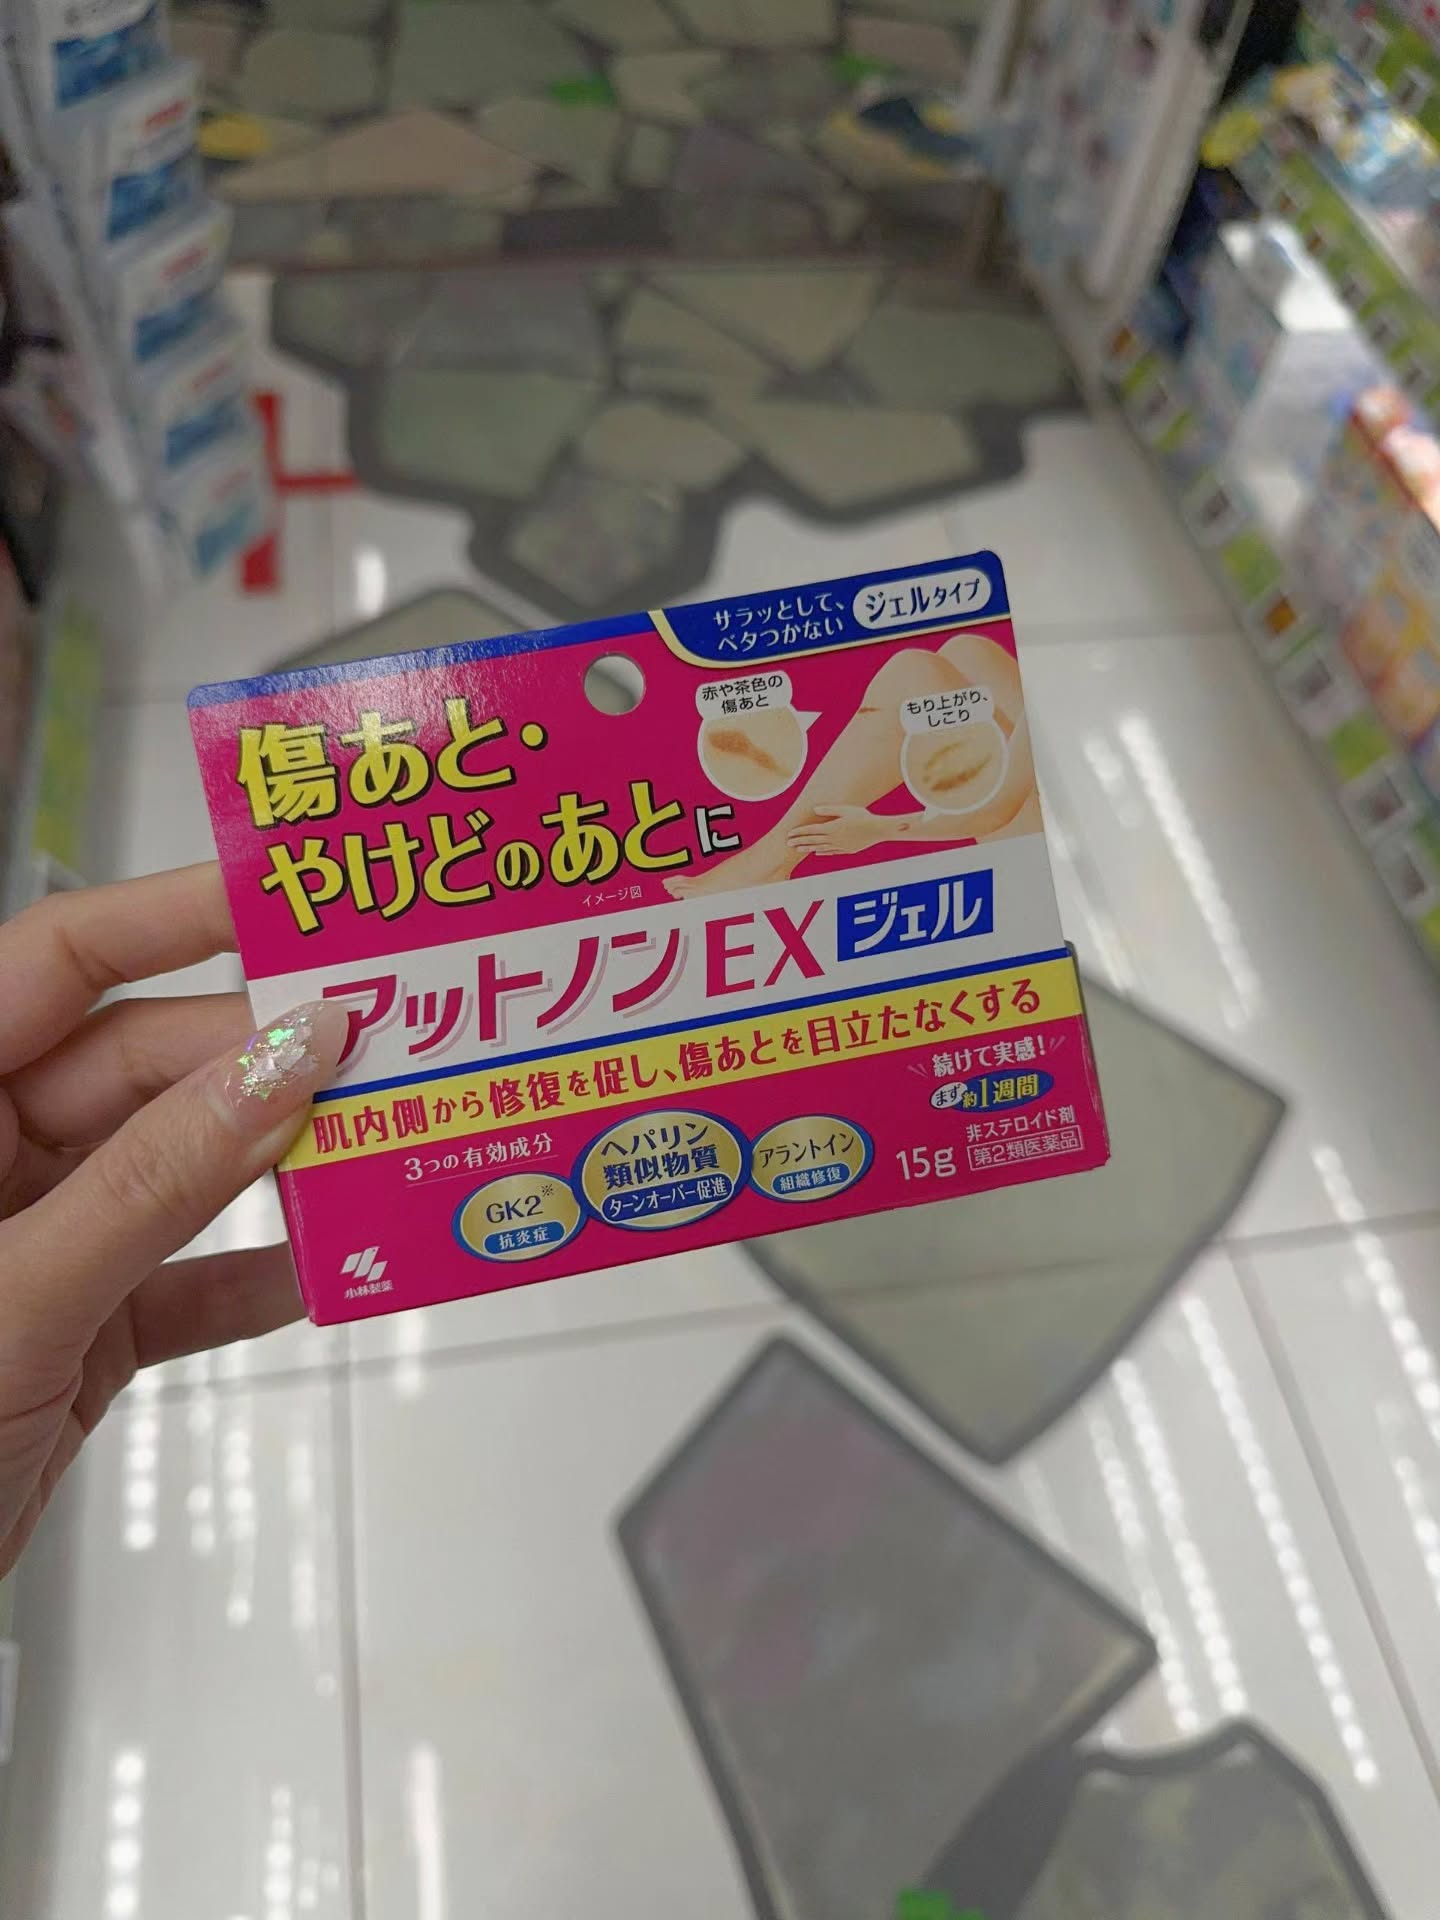 サラッとして、
ベタつかない
ジェルタイプ
赤や茶色の
傷あと
もり上がり、
しこり
傷あと・
やけどのあとに
イメージ図
アットノンEX ジェル
肌内側から修復を促し、傷あとを目立たなくする
続けて実感!
まず約1週間
3つの有効成分
GK2※
抗炎症
ヘパリン
類似物質
ターンオーバー促進
アラントイン
組織修復
15g
非ステロイド剤
第2類医薬品
小林製薬